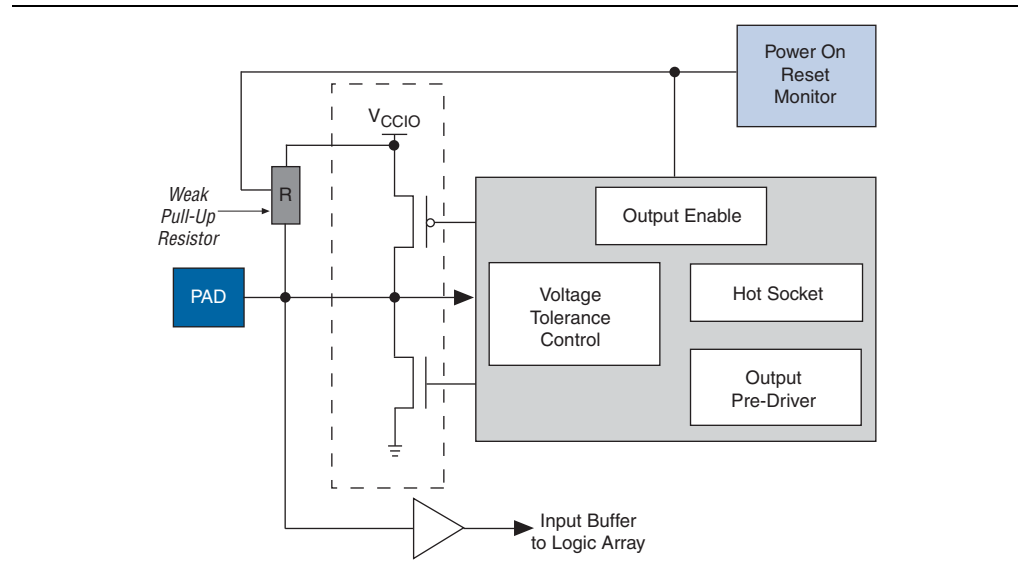 Power On
Reset
Monitor
VCCIO
R
Weak
Pull-Up
Resistor
Output Enable
PAD
Voltage
Tolerance
Control
Hot Socket
Output
Pre-Driver
Input Buffer
to Logic Array